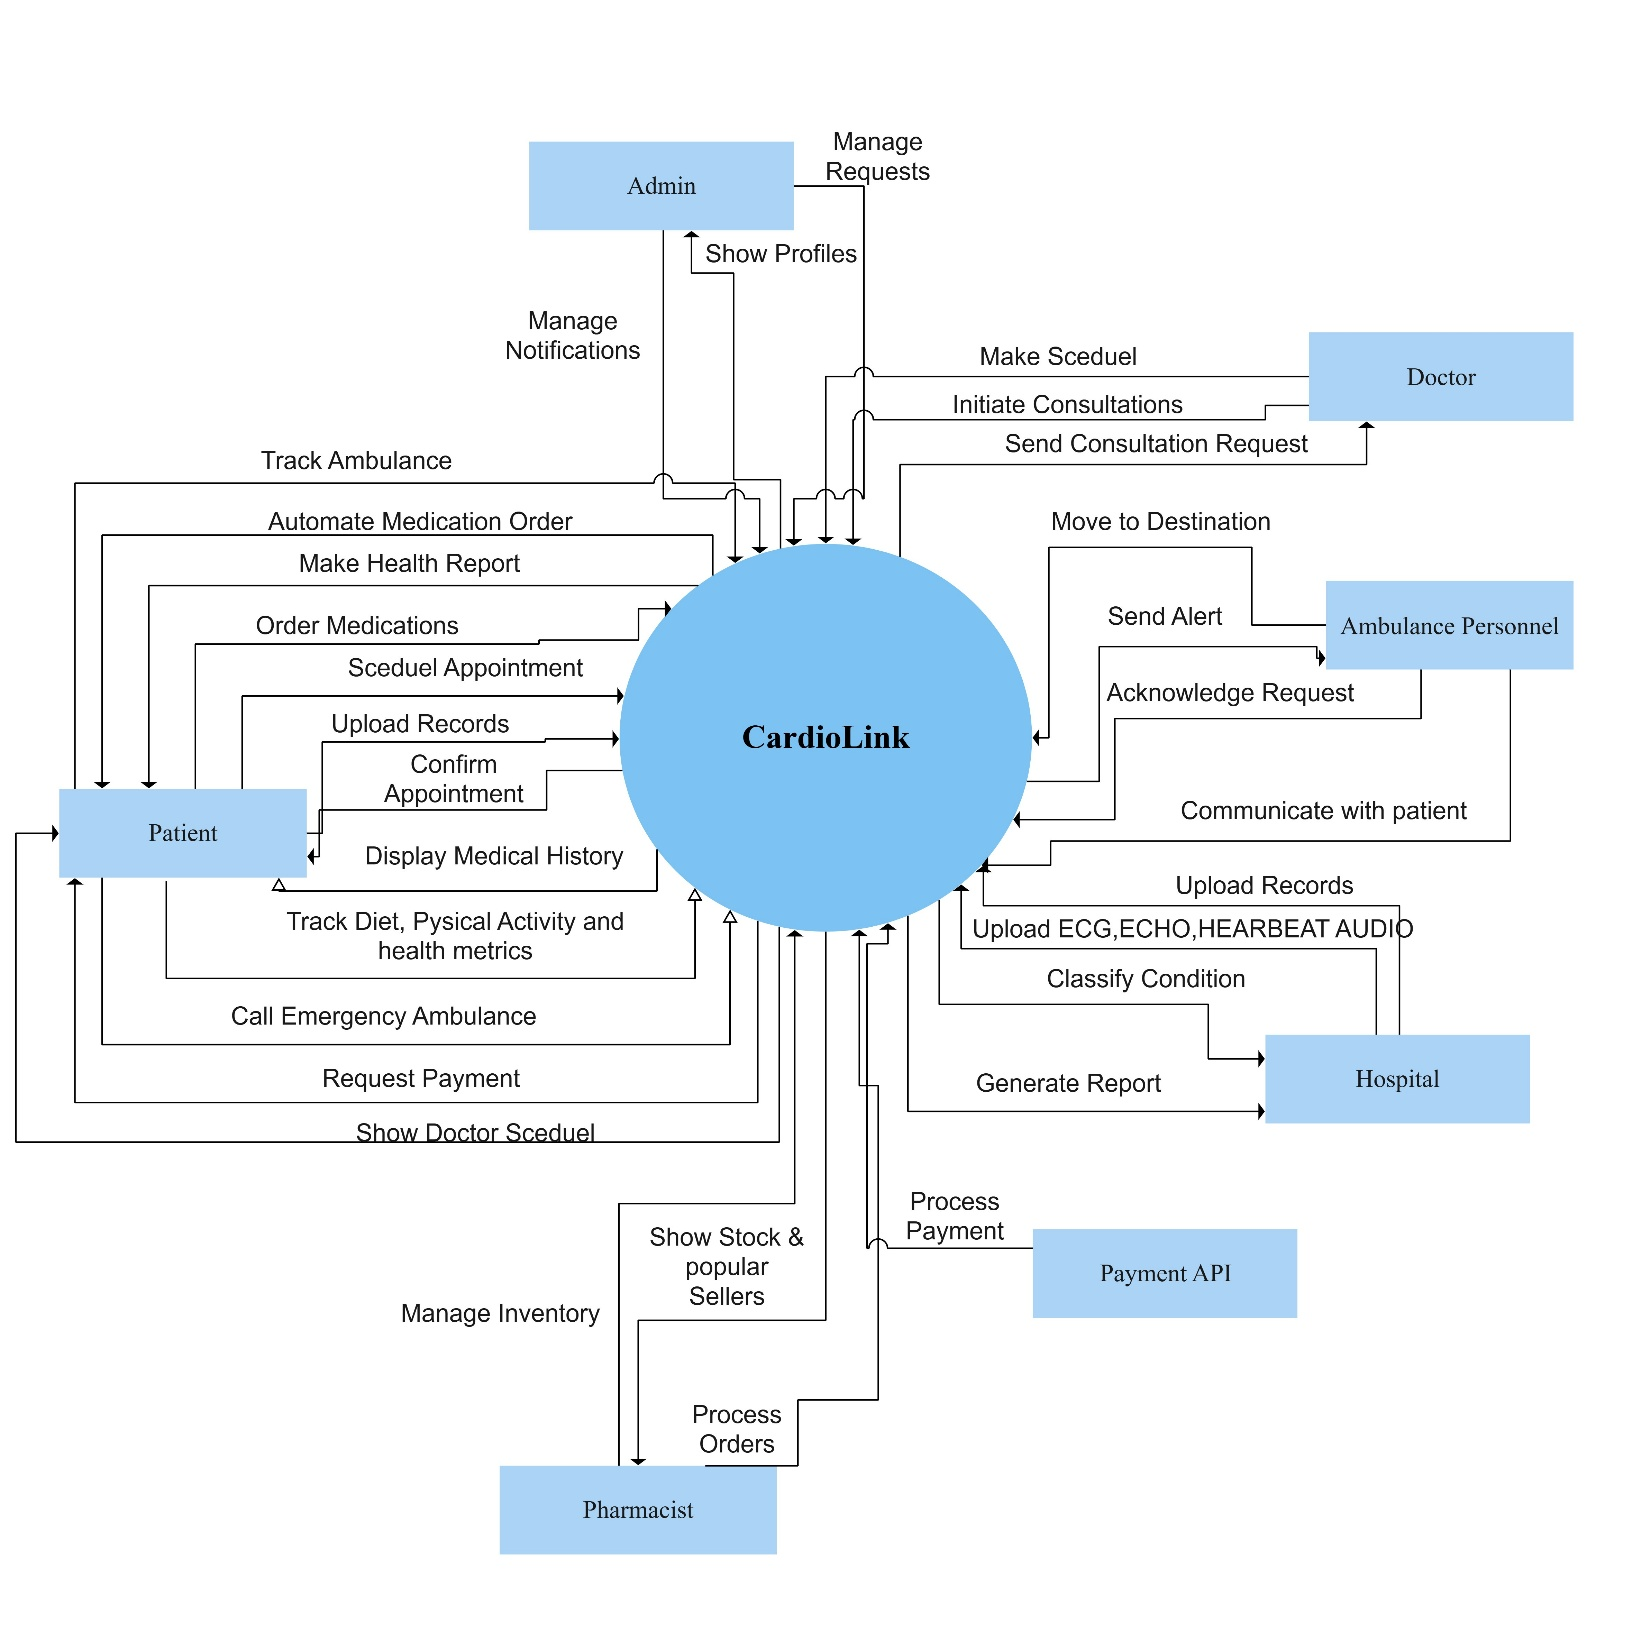 Manage
Requests
Admin
Show Profiles
Manage
Notifications
Make Sceduel
Doctor
Initiate Consultations
Send Consultation Request
Track Ambulance
Automate Medication Order
Move to Destination
Make Health Report
Send Alert
Order Medications
Ambulance Personnel
Sceduel Appointment
Acknowledge Request
Upload Records
CardioLink
Confirm
Appointment
Communicate with patient
Patient
Display Medical History
Upload Records
Track Diet, Pysical Activity and
health metrics
Upload ECG,ECHO,HEARBEAT AUDIO
Classify Condition
Call Emergency Ambulance
Request Payment
Generate Report
Hospital
Show Doctor Sceduel
Process
Payment
Show Stock &
popular
Sellers
Payment API
Manage Inventory
Process
Orders
Pharmacist